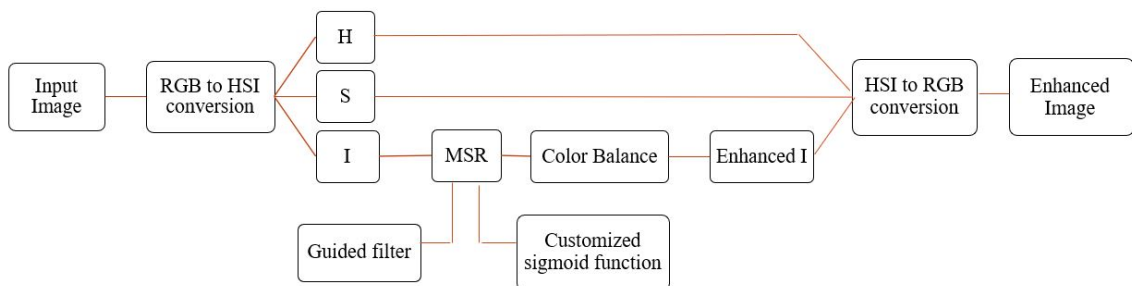 Input
Image
RGB to HSI
conversion
H
S
I
MSR
Color Balance
Enhanced I
Guided filter
Customized
sigmoid function
HSI to RGB
conversion
Enhanced
Image